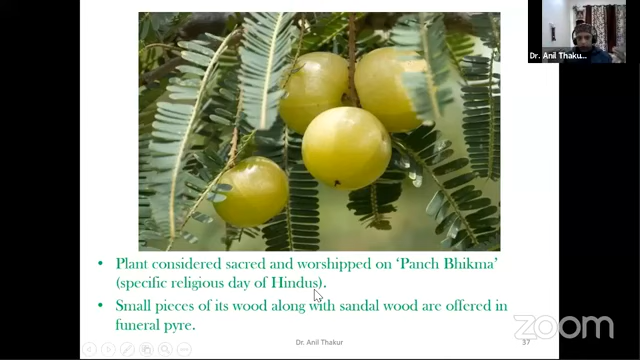 Dr. Anil Thaku...
• Plant considered sacred and worshipped on ‘Panch Bhikma’
(specific religious day of Hindus).
• Small pieces of its wood along with sandal wood are offered in
funeral pyre.
zoom
Dr. Anil Thakur
37